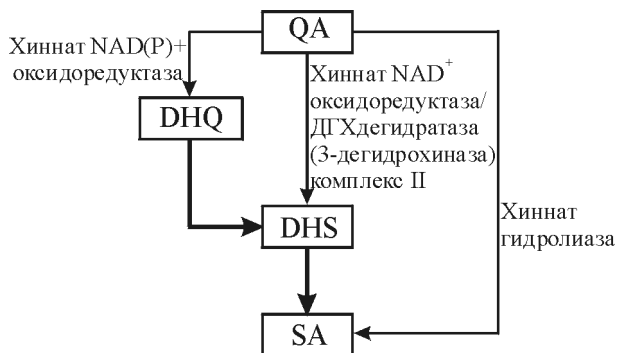 QA
Хиннат NAD(P)+
оксидоредуктаза
DHQ
Хиннат NAD⁺
оксидоредуктаза/
ДГХдегидратаза
(3-дегидрохиназа)
комплекс II
Хиннат
гидролиаза
DHS
SA